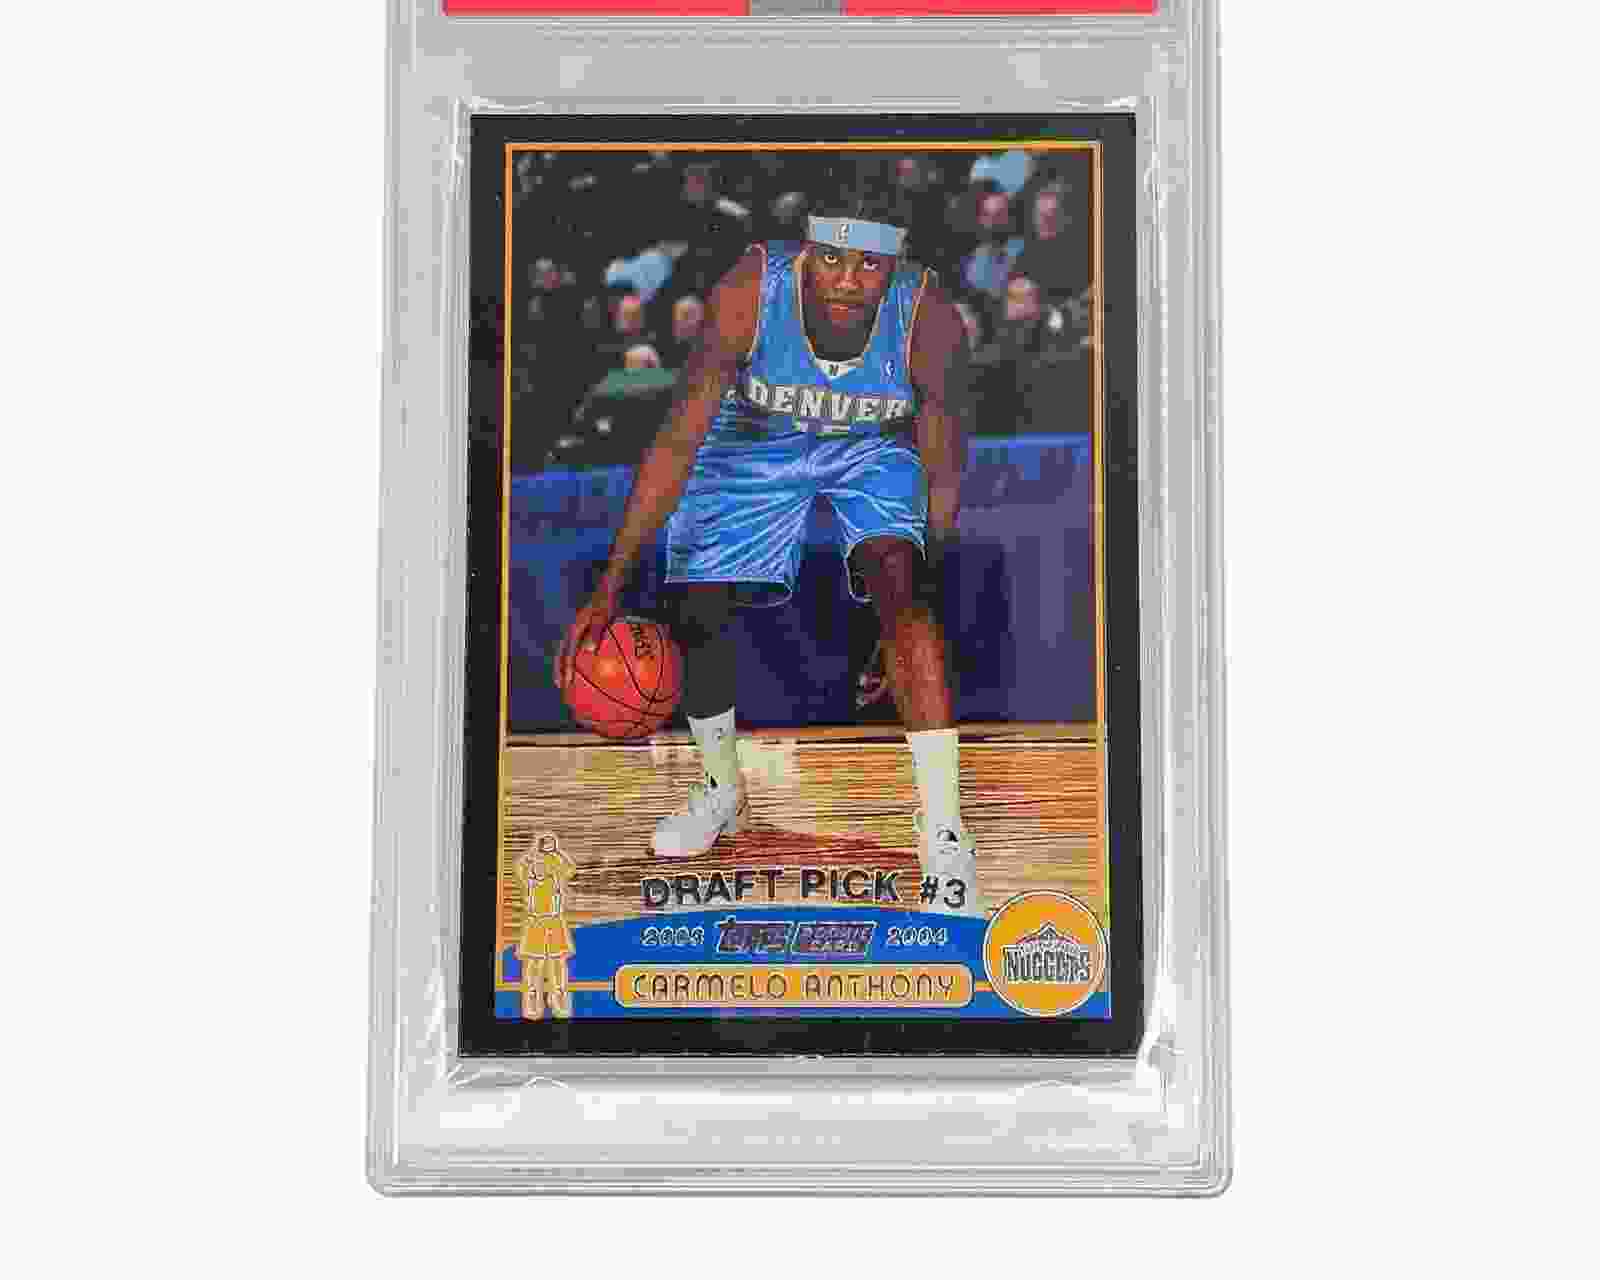 DENVER
DRAFT PICK #3
2003 TOPPS ROOKIE CARD 2004
CARMELO ANTHONY
NUGGETS